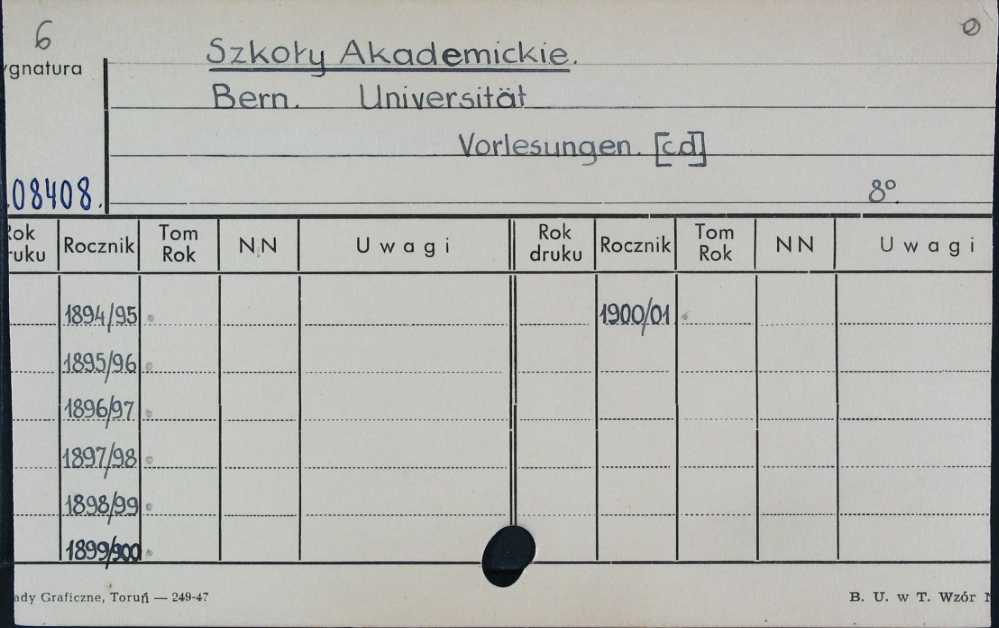 6
ygnatura
Szkoły Akademickie.
Bern. Universität
Vorlesungen. [cd]
08408.
8°.
Rok druku Rocznik Tom Rok NN Uwagi Rok druku Rocznik Tom Rok NN Uwagi
1894/95 1900/01
1895/96
1896/97
1897/98
1898/99
1899/900
ady Graficzne, Toruń — 249-47
B. U. w T. Wzór